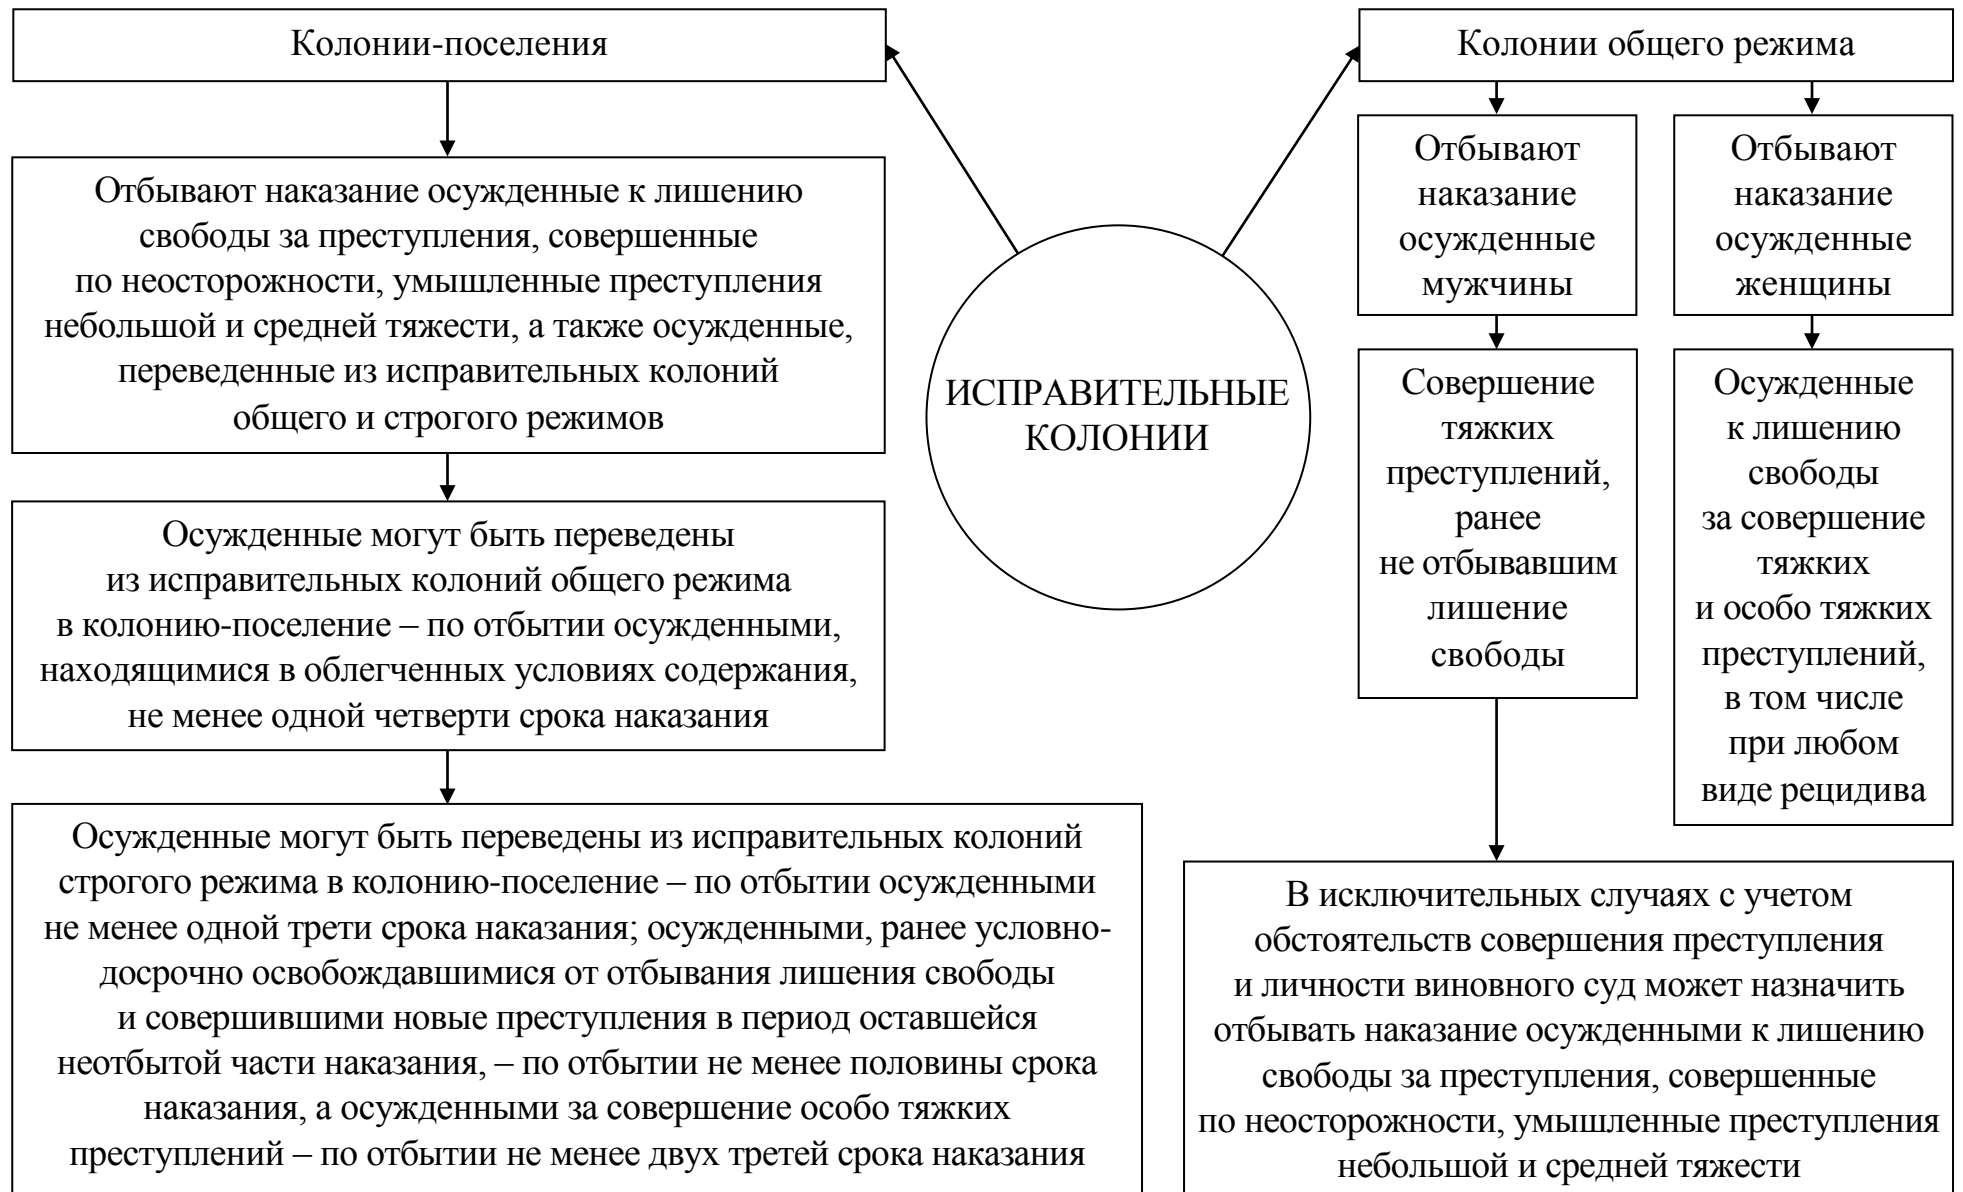 Колонии-поселения
Отбывают наказание осужденные к лишению
свободы за преступления, совершенные
по неосторожности, умышленные преступления
небольшой и средней тяжести, а также осужденные,
переведенные из исправительных колоний
общего и строгого режимов
Осужденные могут быть переведены
из исправительных колоний общего режима
в колонию-поселение – по отбытии осужденными,
находящимися в облегченных условиях содержания,
не менее одной четверти срока наказания
Осужденные могут быть переведены из исправительных колоний
строгого режима в колонию-поселение – по отбытии осужденными
не менее одной трети срока наказания; осужденными, ранее условно-
досрочно освобождавшимися от отбывания лишения свободы
и совершившими новые преступления в период оставшейся
неотбытой части наказания, – по отбытии не менее половины срока
наказания, а осужденными за совершение особо тяжких
преступлений – по отбытии не менее двух третей срока наказания
ИСПРАВИТЕЛЬНЫЕ
КОЛОНИИ
Колонии общего режима
Отбывают
наказание
осужденные
мужчины
Совершение
тяжких
преступлений,
ранее
не отбывавшим
лишение
свободы
Отбывают
наказание
осужденные
женщины
Осужденные
к лишению
свободы
за совершение
тяжких
и особо тяжких
преступлений,
в том числе
при любом
виде рецидива
В исключительных случаях с учетом
обстоятельств совершения преступления
и личности виновного суд может назначить
отбывать наказание осужденными к лишению
свободы за преступления, совершенные
по неосторожности, умышленные преступления
небольшой и средней тяжести